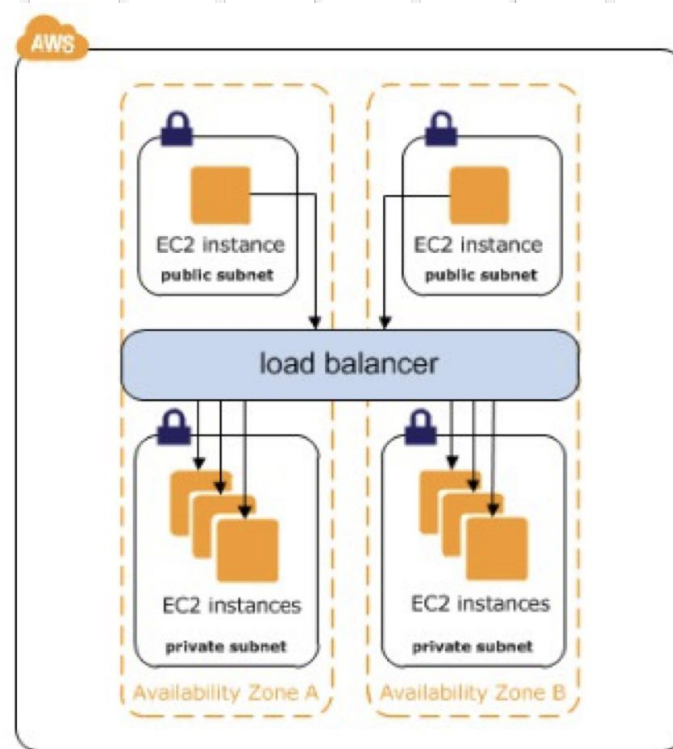 AWS
EC2 instance
public subnet
EC2 instance
public subnet
load balancer
EC2 instances
private subnet
Availability Zone A
EC2 instances
private subnet
Availability Zone B